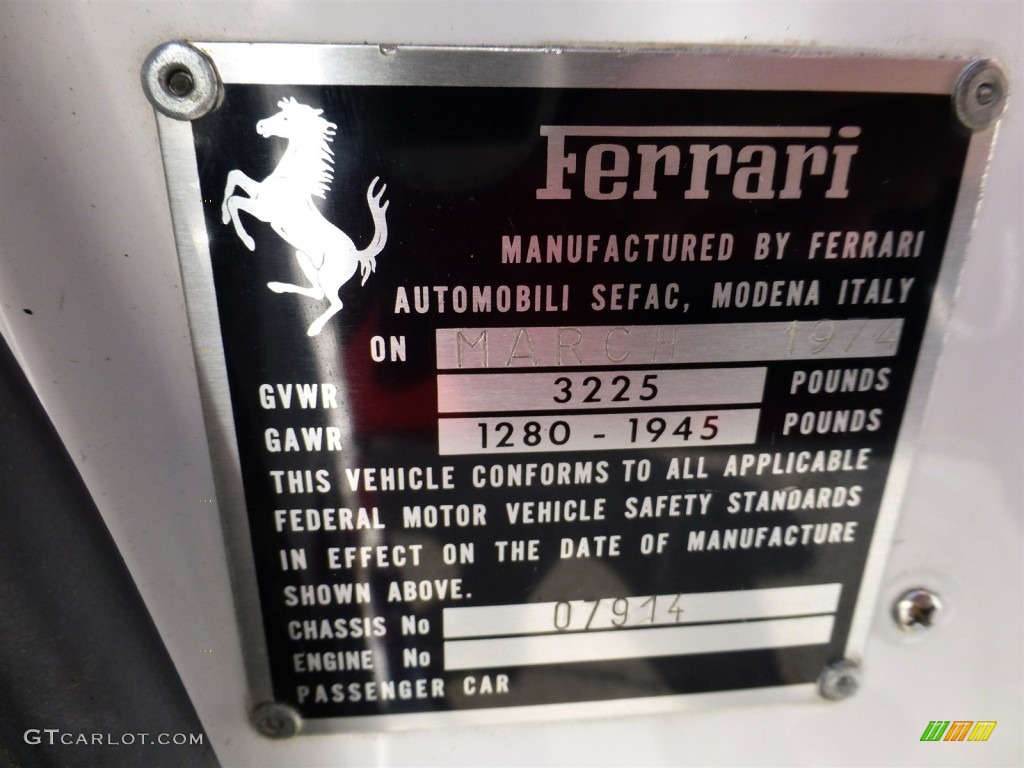 Ferrari
MANUFACTURED BY FERRARI
AUTOMOBILI SEFAC, MODENA ITALY
ON MARCH 1974
GVWR 3225 POUNDS
GAWR 1280 - 1945 POUNDS
THIS VEHICLE CONFORMS TO ALL APPLICABLE
FEDERAL MOTOR VEHICLE SAFETY STANDARDS
IN EFFECT ON THE DATE OF MANUFACTURE
SHOWN ABOVE.
CHASSIS No 07914
ENGINE No
PASSENGER CAR
GTCARLOT.COM